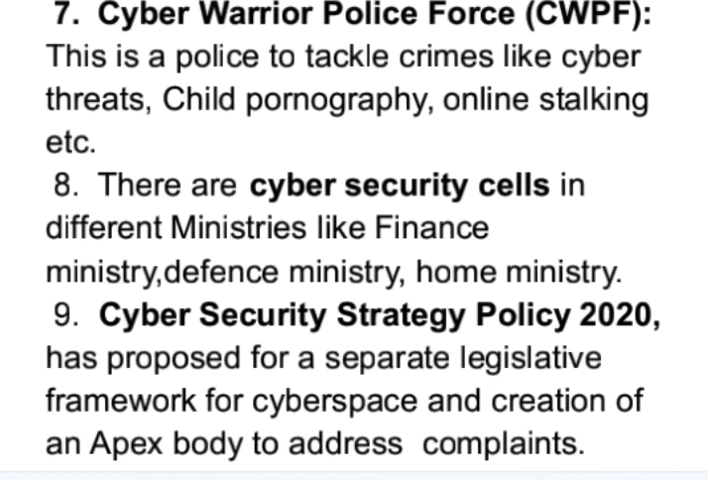 7. Cyber Warrior Police Force (CWPF):
This is a police to tackle crimes like cyber
threats, Child pornography, online stalking
etc.
8. There are cyber security cells in
different Ministries like Finance
ministry,defence ministry, home ministry.
9. Cyber Security Strategy Policy 2020,
has proposed for a separate legislative
framework for cyberspace and creation of
an Apex body to address complaints.